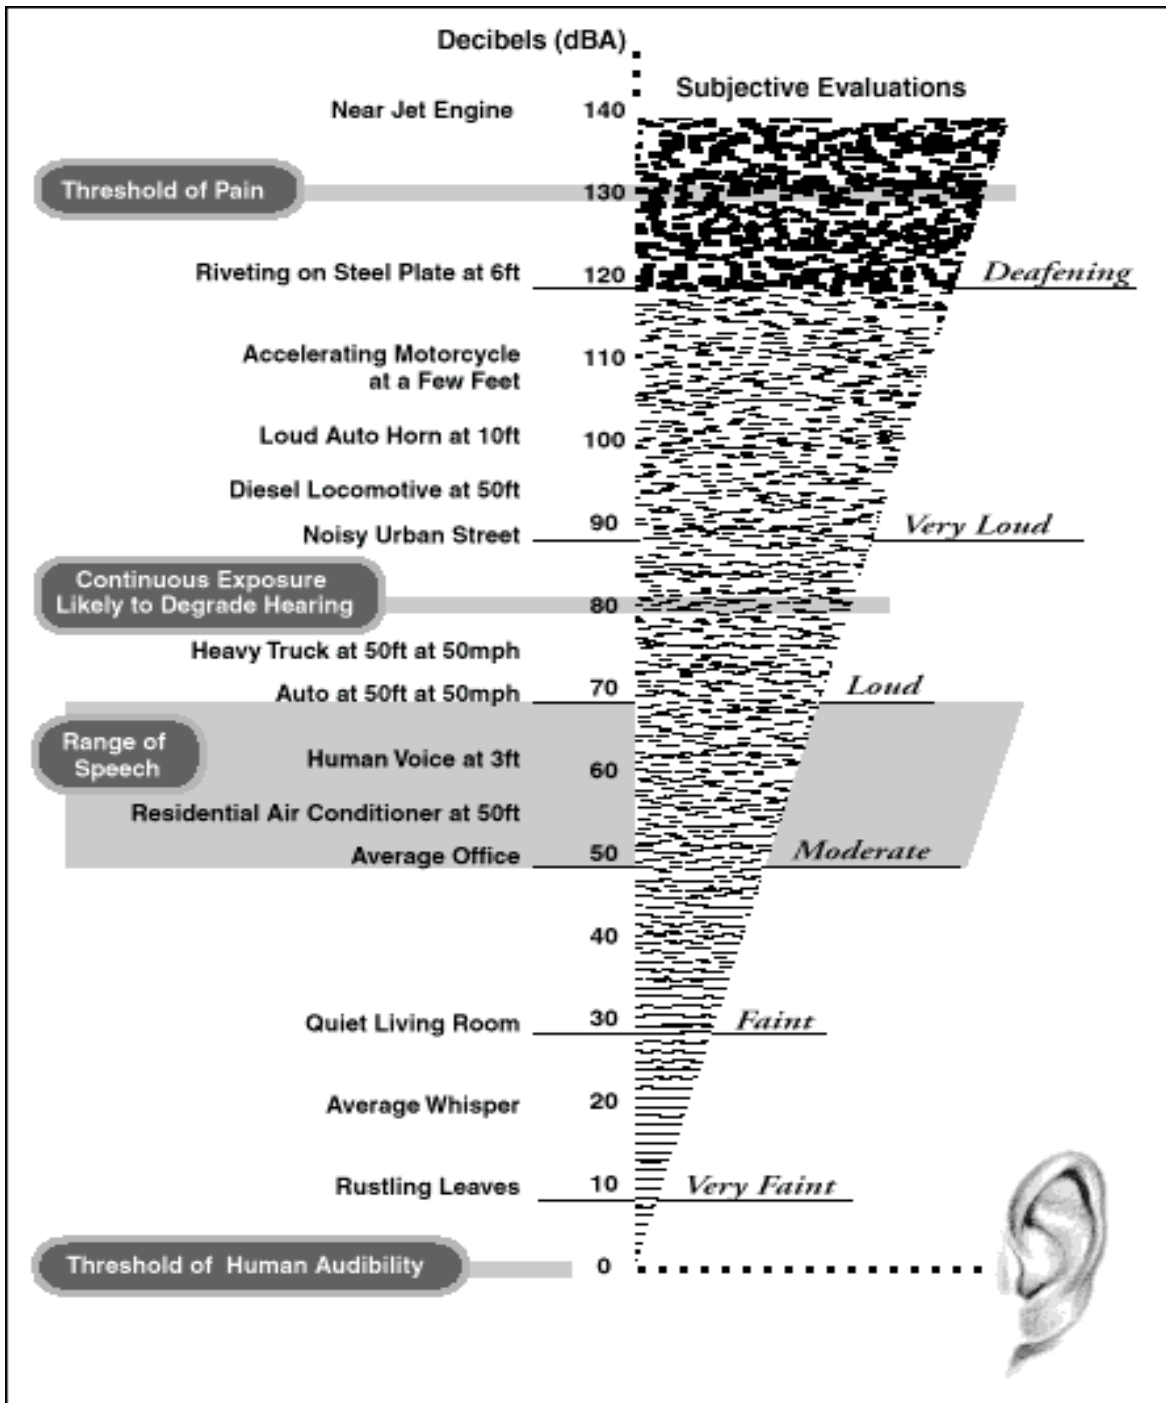 Decibels (dBA)
Subjective Evaluations
Near Jet Engine 140
Threshold of Pain 130
Riveting on Steel Plate at 6ft 120 Deafening
Accelerating Motorcycle 110
at a Few Feet
Loud Auto Horn at 10ft 100
Diesel Locomotive at 50ft
Noisy Urban Street 90 Very Loud
Continuous Exposure
Likely to Degrade Hearing 80
Heavy Truck at 50ft at 50mph
Auto at 50ft at 50mph 70 Loud
Range of
Speech
Human Voice at 3ft 60
Residential Air Conditioner at 50ft
Average Office 50 Moderate
40
Quiet Living Room 30 Faint
Average Whisper 20
Rustling Leaves 10 Very Faint
Threshold of Human Audibility 0